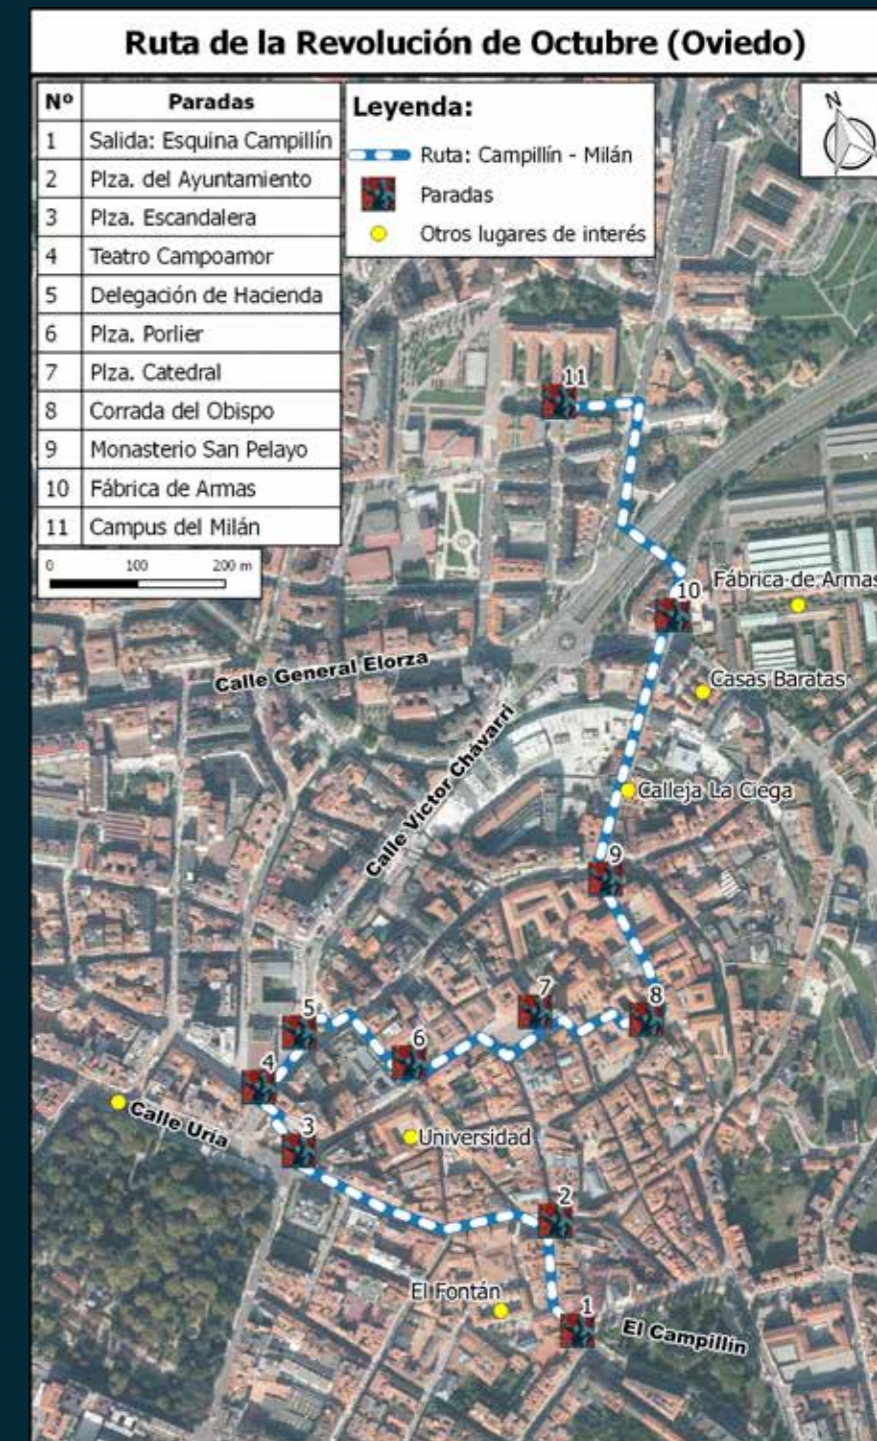 Ruta de la Revolución de Octubre (Oviedo)
Nº Paradas
1 Salida: Esquina Campillín
2 Plza. del Ayuntamiento
3 Plza. Escandalera
4 Teatro Campoamor
5 Delegación de Hacienda
6 Plza. Porlier
7 Plza. Catedral
8 Corrada del Obispo
9 Monasterio San Pelayo
10 Fábrica de Armas
11 Campus del Milán
0 100 200 m
Leyenda:
Ruta: Campillín - Milán
Paradas
Otros lugares de interés
N
11
Fábrica de Armas
10
Calle General Elorza
Casas Baratas
Calle Victor Chávarri
Calleja La Ciega
9
7
8
5
6
4
Calle Uría
3
Universidad
2
El Fontán
1
El Campillín